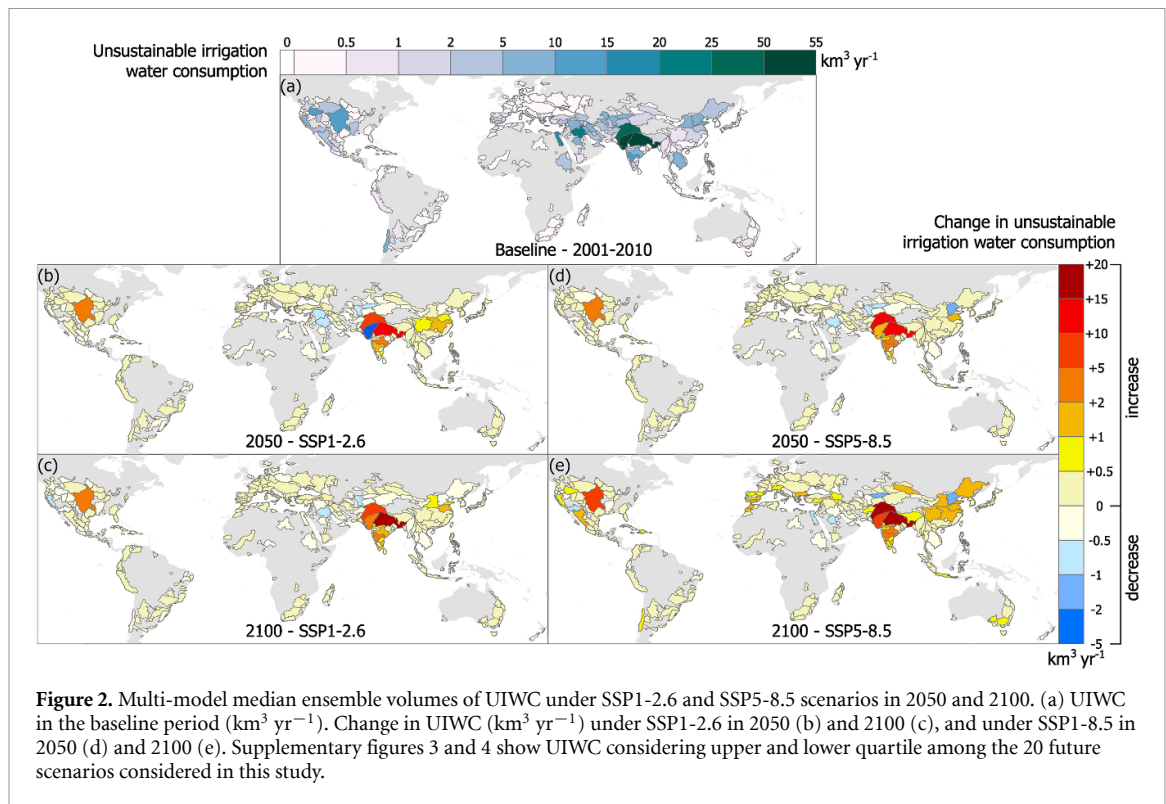 Unsustainable irrigation
water consumption
0 0.5 1 2 5 10 15 20 25 50 55
km³ yr⁻¹
(a)
Baseline - 2001-2010
Change in unsustainable
irrigation water consumption
(b)
2050 - SSP1-2.6
(d)
2050 - SSP5-8.5
(c)
2100 - SSP1-2.6
(e)
2100 - SSP5-8.5
+20
+15
+10
+5
+2
+1
+0.5
0
-0.5
-1
-2
-5
increase
decrease
km³ yr⁻¹
Figure 2. Multi-model median ensemble volumes of UIWC under SSP1-2.6 and SSP5-8.5 scenarios in 2050 and 2100. (a) UIWC
in the baseline period (km³ yr−1). Change in UIWC (km³ yr−1) under SSP1-2.6 in 2050 (b) and 2100 (c), and under SSP1-8.5 in
2050 (d) and 2100 (e). Supplementary figures 3 and 4 show UIWC considering upper and lower quartile among the 20 future
scenarios considered in this study.